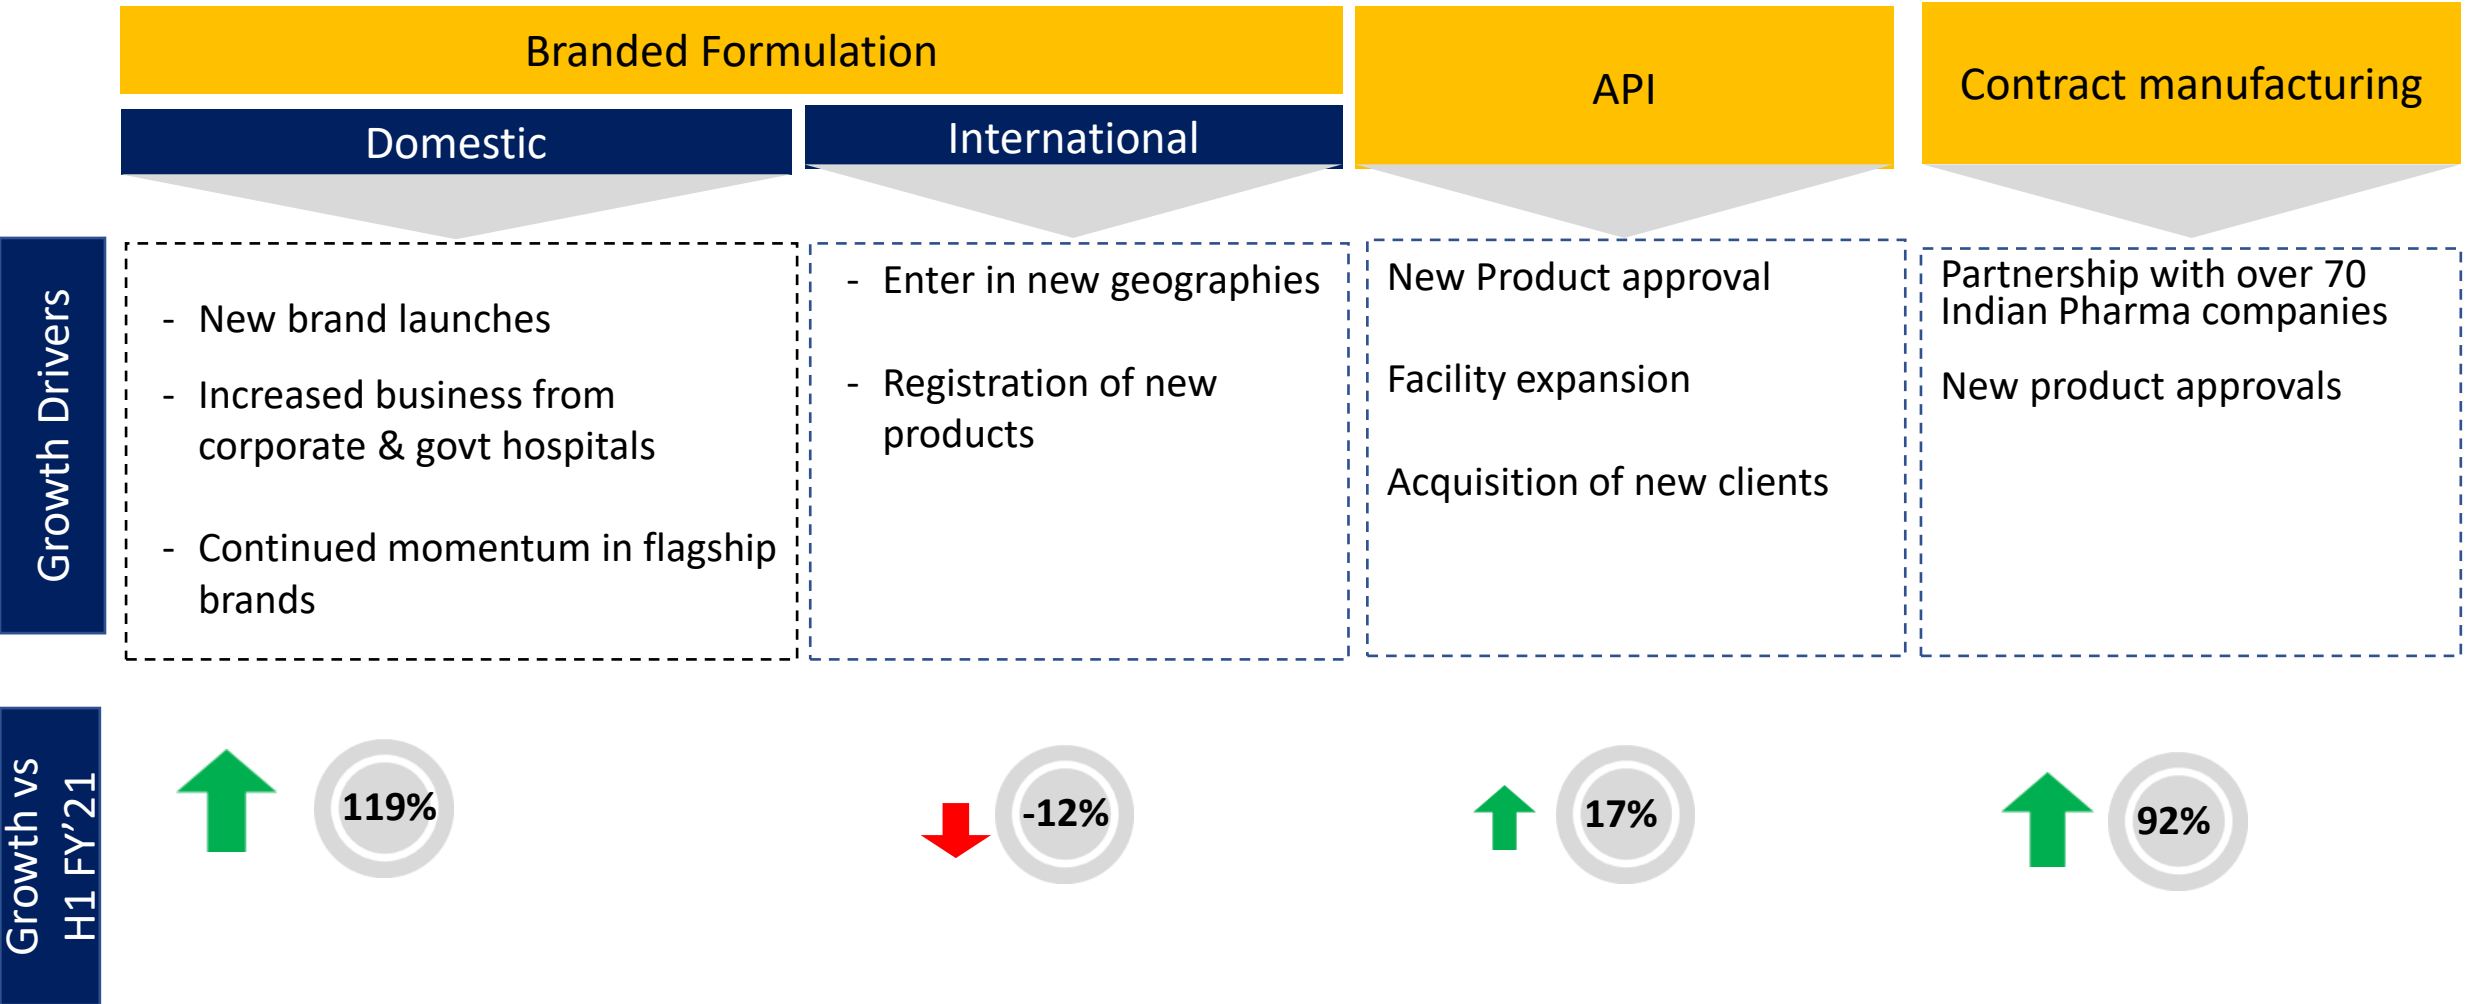 Branded Formulation
API
Contract manufacturing
Domestic
International
Growth Drivers
- New brand launches
- Increased business from
corporate & govt hospitals
- Continued momentum in flagship
brands
- Enter in new geographies
- Registration of new
products
New Product approval
Facility expansion
Acquisition of new clients
Partnership with over 70
Indian Pharma companies
New product approvals
Growth vs
H1 FY’21
119%
-12%
17%
92%